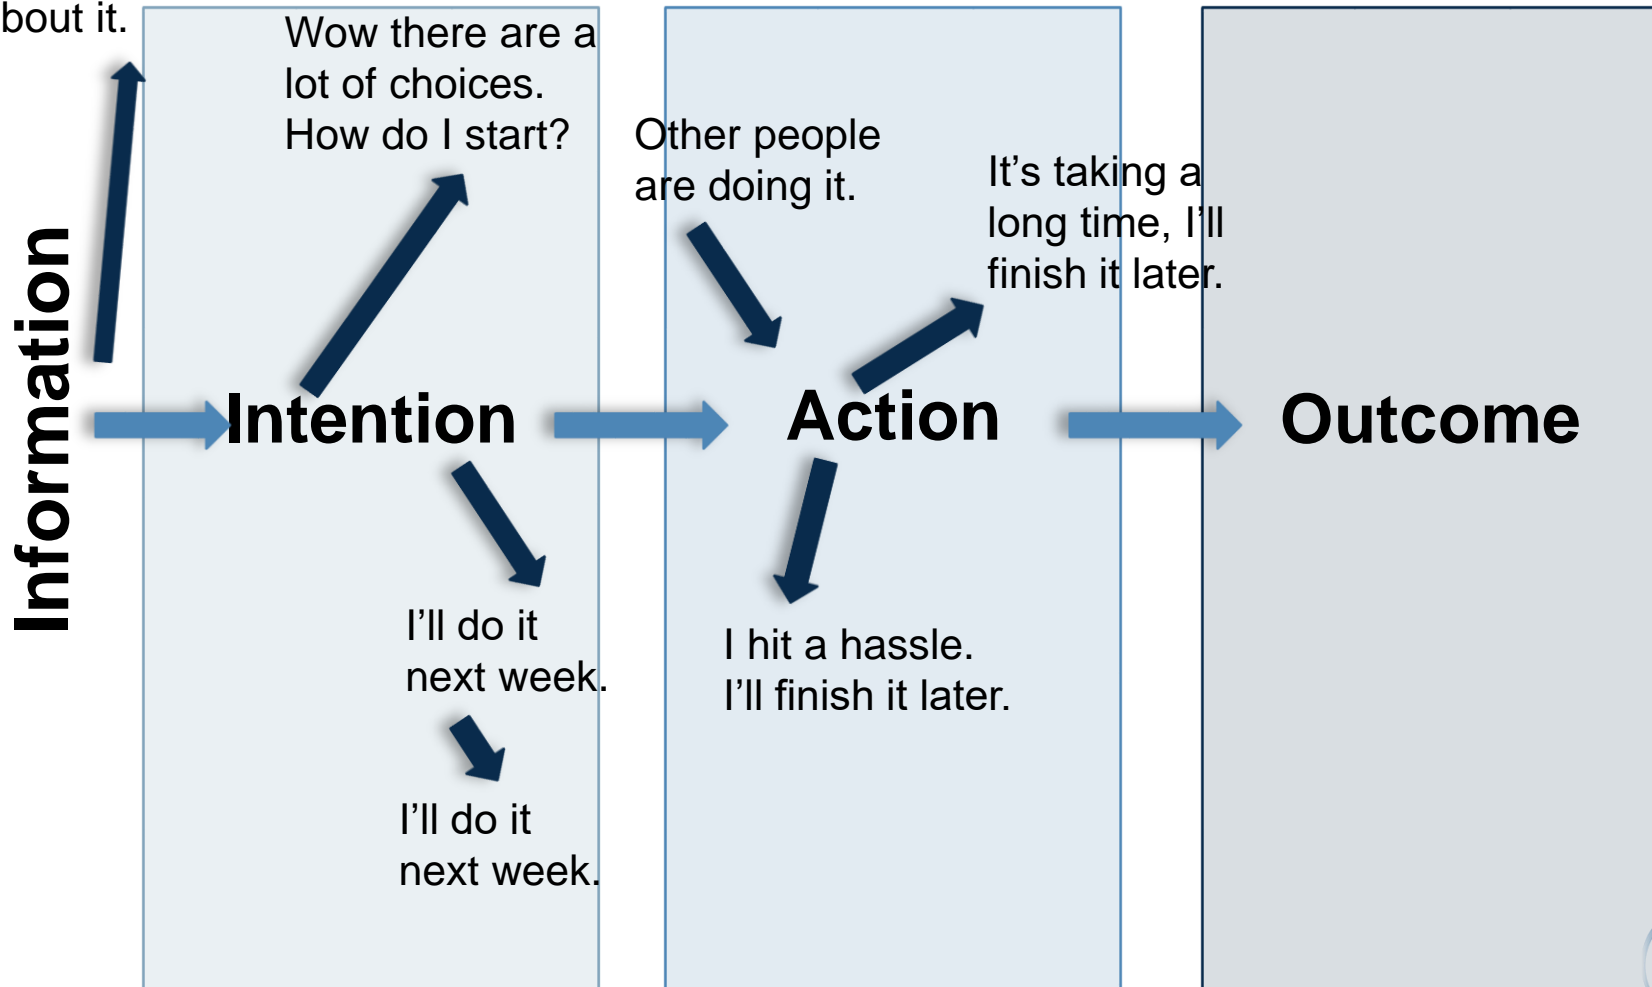 bout it.
Wow there are a
lot of choices.
How do I start?
Other people
are doing it.
It's taking a
long time, I'll
finish it later.
Information
Intention
Action
Outcome
I'll do it
next week.
I hit a hassle.
I'll finish it later.
I'll do it
next week.